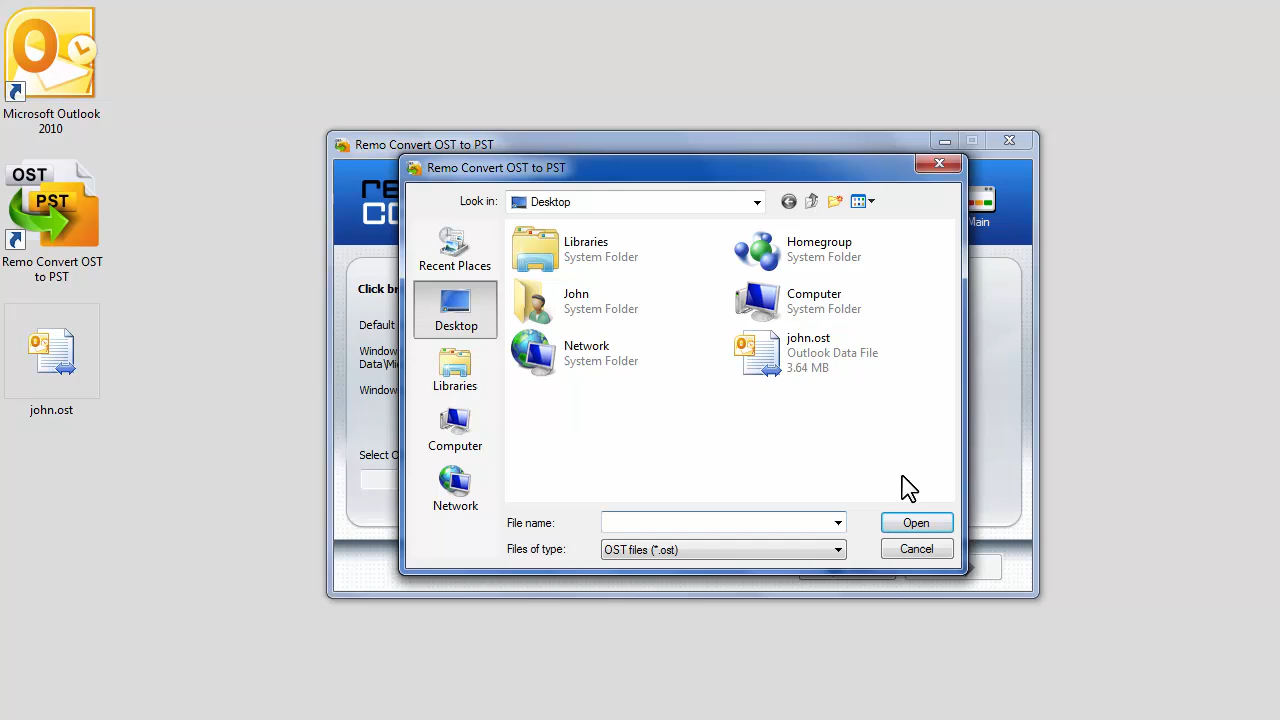 Microsoft Outlook
2010
OST
PST
Remo Convert OST
to PST
john.ost
Remo Convert OST to PST
Main
Click br
Default
Window
Data\Mi
Window
Select O
Remo Convert OST to PST
Look in:
Desktop
Recent Places
Desktop
Libraries
Computer
Network
Libraries
System Folder
Homegroup
System Folder
John
System Folder
Computer
System Folder
Network
System Folder
john.ost
Outlook Data File
3.64 MB
File name:
Open
Files of type:
OST files (*.ost)
Cancel